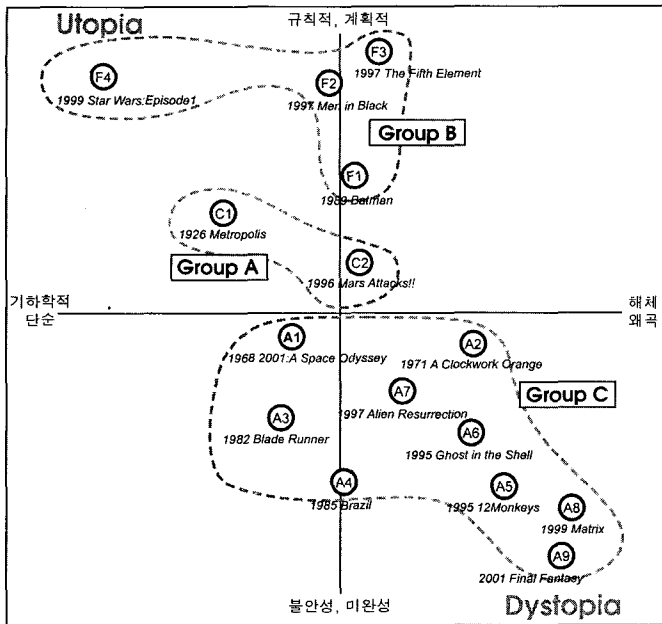 Utopia
규칙적, 계획적
F3
1997 The Fifth Element
F4
1999 Star Wars:Episode1
F2
1997 Men in Black
Group B
F1
1989 Batman
C1
1926 Metropolis
Group A
C2
1996 Mars Attacks!!
기하학적
단순
해체
왜곡
A1
1968 2001:A Space Odyssey
A2
1971 A Clockwork Orange
Group C
A7
1997 Alien Resurrection
A3
1982 Blade Runner
A6
1995 Ghost in the Shell
A4
1985 Brazil
A5
1995 12Monkeys
A8
1999 Matrix
A9
2001 Final Fantasy
불안성, 미완성
Dystopia